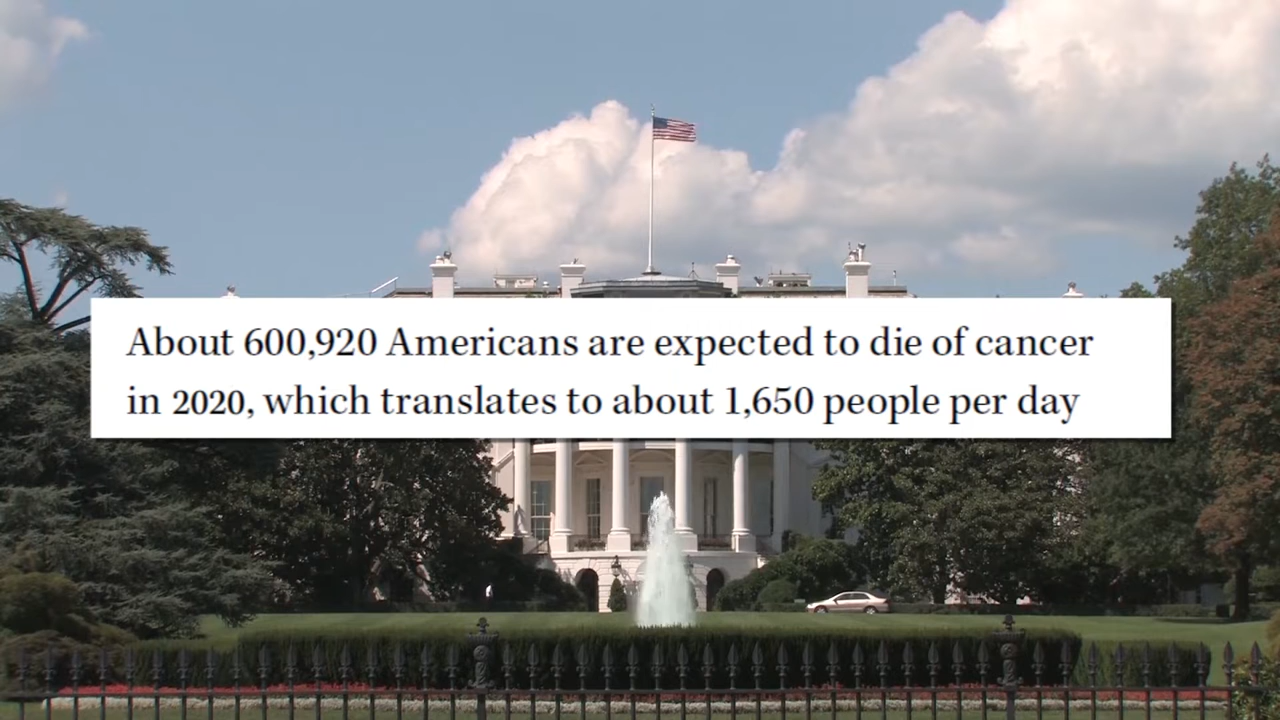 About 600,920 Americans are expected to die of cancer
in 2020, which translates to about 1,650 people per day